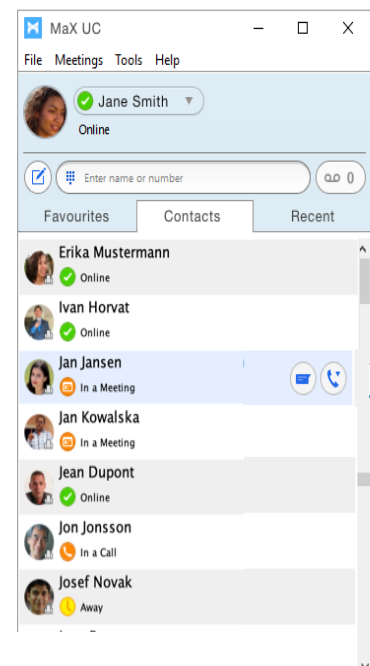 MaX UC
File Meetings Tools Help
Jane Smith
Online
Enter name or number
0
Favourites Contacts Recent
Erika Mustermann
Online
Ivan Horvat
Online
Jan Jansen
In a Meeting
Jan Kowalska
In a Meeting
Jean Dupont
Online
Jon Jonsson
In a Call
Josef Novak
Away